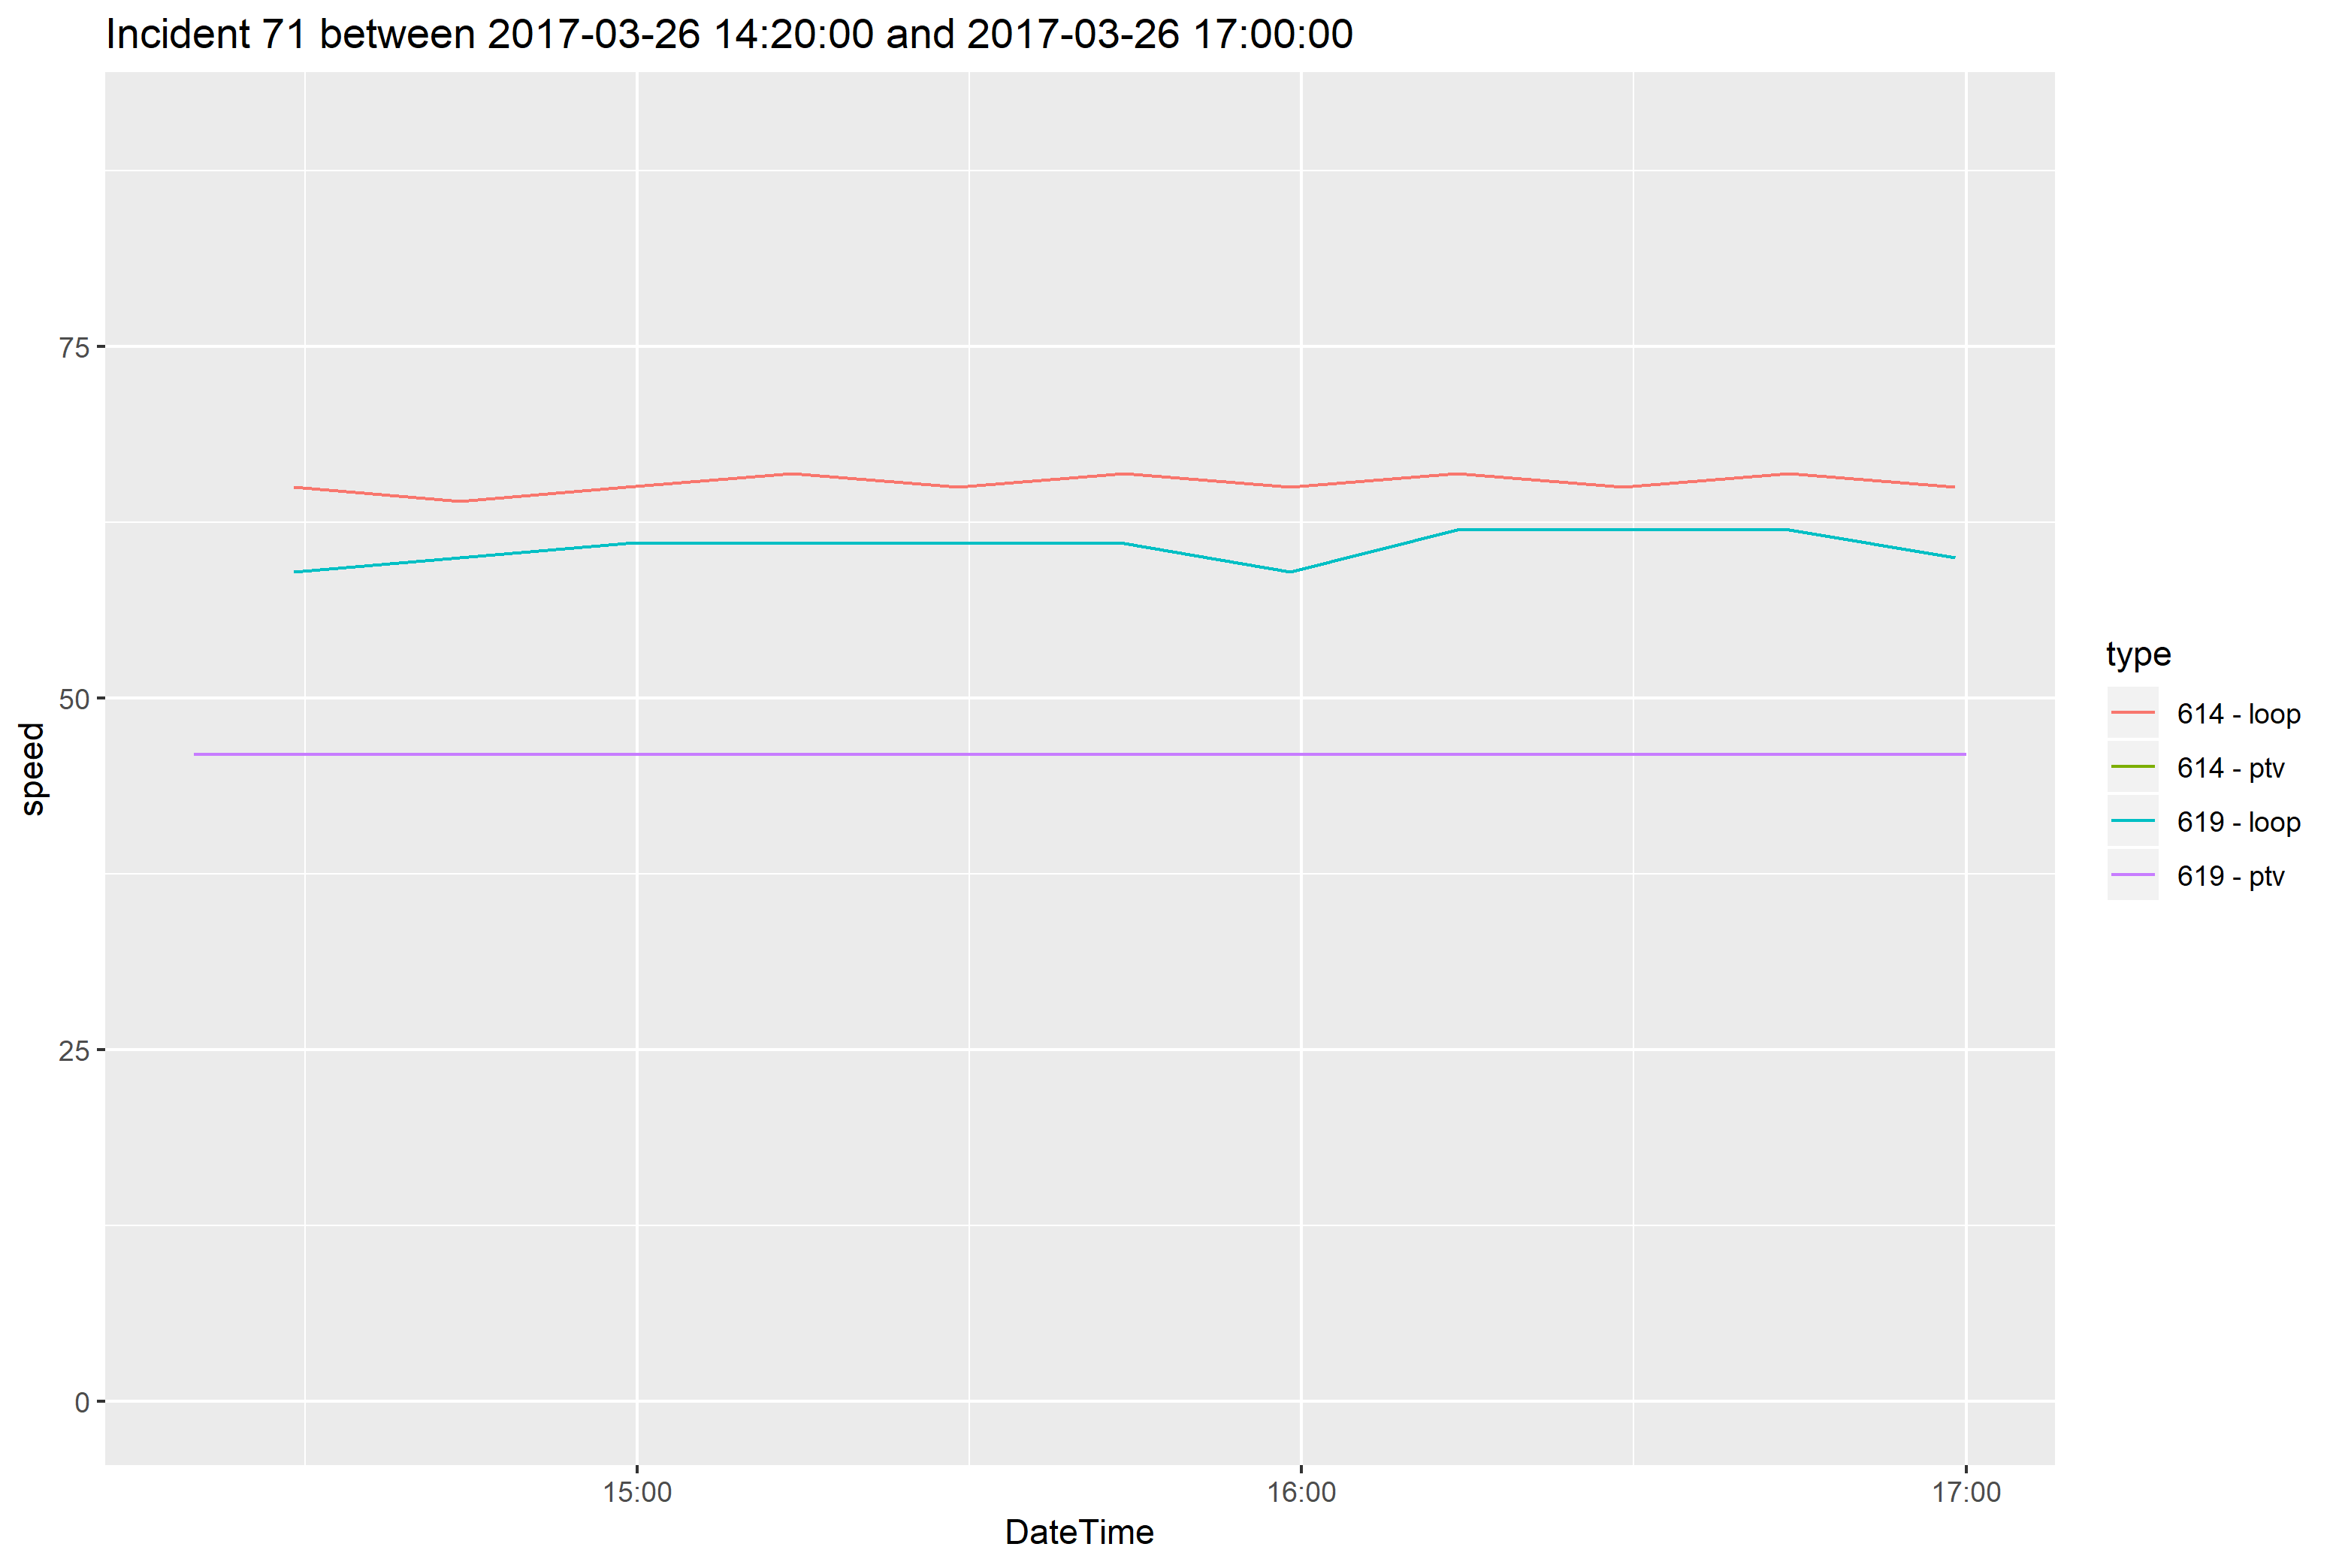 Incident 71 between 2017-03-26 14:20:00 and 2017-03-26 17:00:00
75
50
25
0
speed
15:00
16:00
17:00
DateTime
type
614 - loop
614 - ptv
619 - loop
619 - ptv